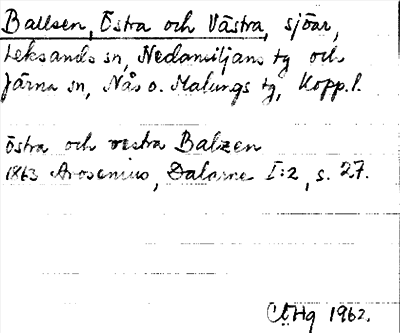 Ballsen, Östra och Västra, sjöar,
Leksands sn, Nedansiljans tg och
Järna sn, Nås o. Malungs tg, Kopp.l.
östra och vestra Balzen
1863 Arosenius, Dalarne I:2, s. 27.
CÖHg 1962.